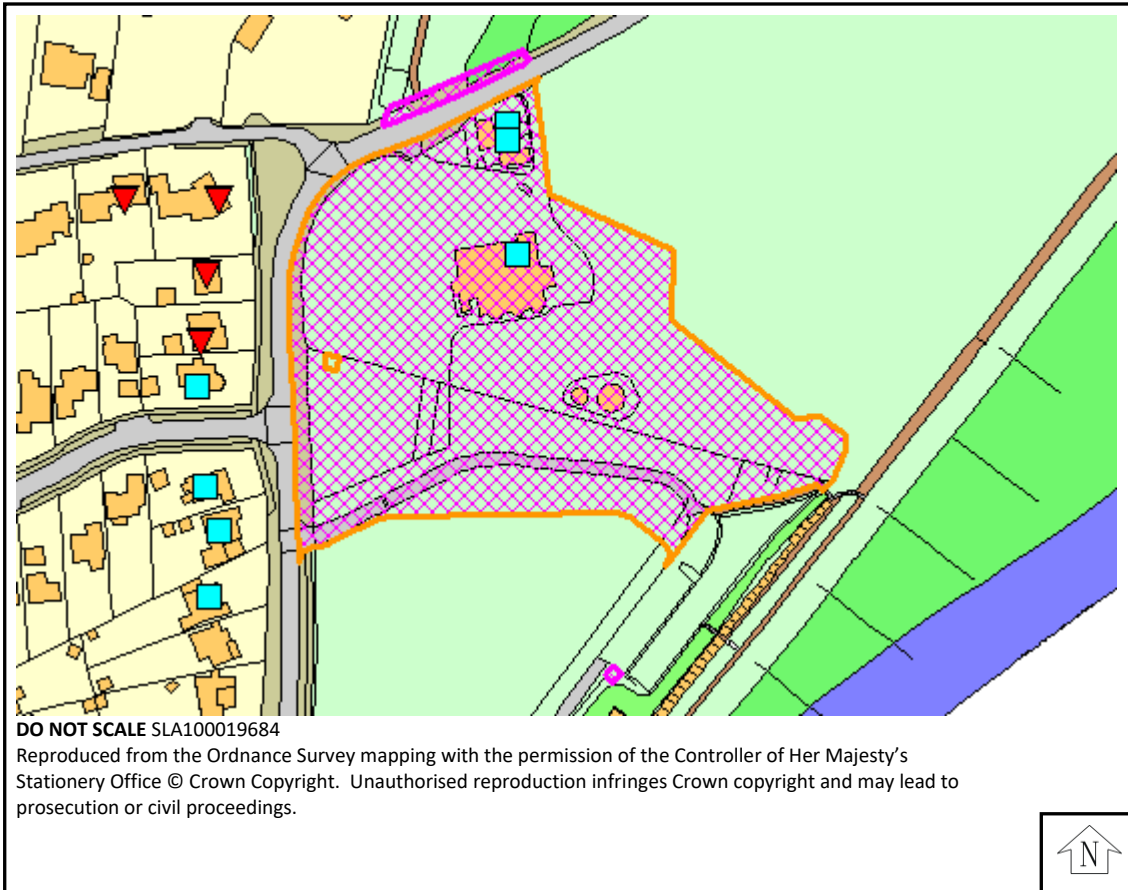 DO NOT SCALE SLA100019684
Reproduced from the Ordnance Survey mapping with the permission of the Controller of Her Majesty's
Stationery Office © Crown Copyright. Unauthorised reproduction infringes Crown copyright and may lead to
prosecution or civil proceedings.
N